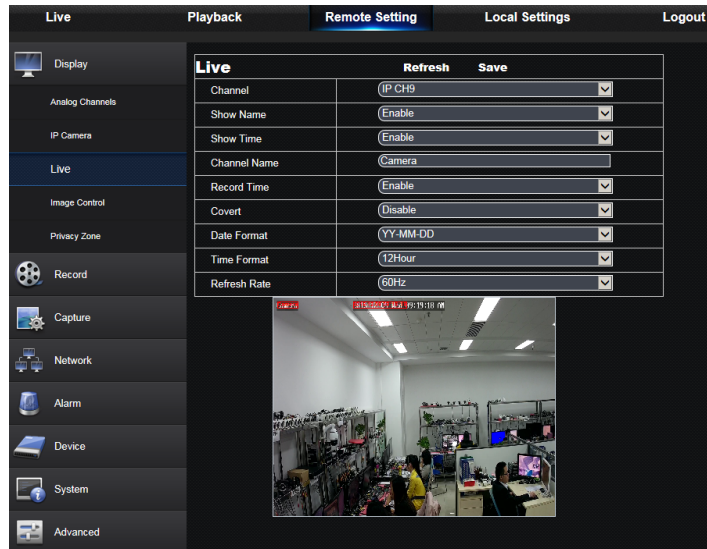 Live Playback Remote Setting Local Settings Logout
Display
Analog Channels
IP Camera
Live
Image Control
Privacy Zone
Record
Capture
Network
Alarm
Device
System
Advanced
Live Refresh Save
Channel IP CH9
Show Name Enable
Show Time Enable
Channel Name Camera
Record Time Enable
Covert Disable
Date Format YY-MM-DD
Time Format 12Hour
Refresh Rate 60Hz
Camera